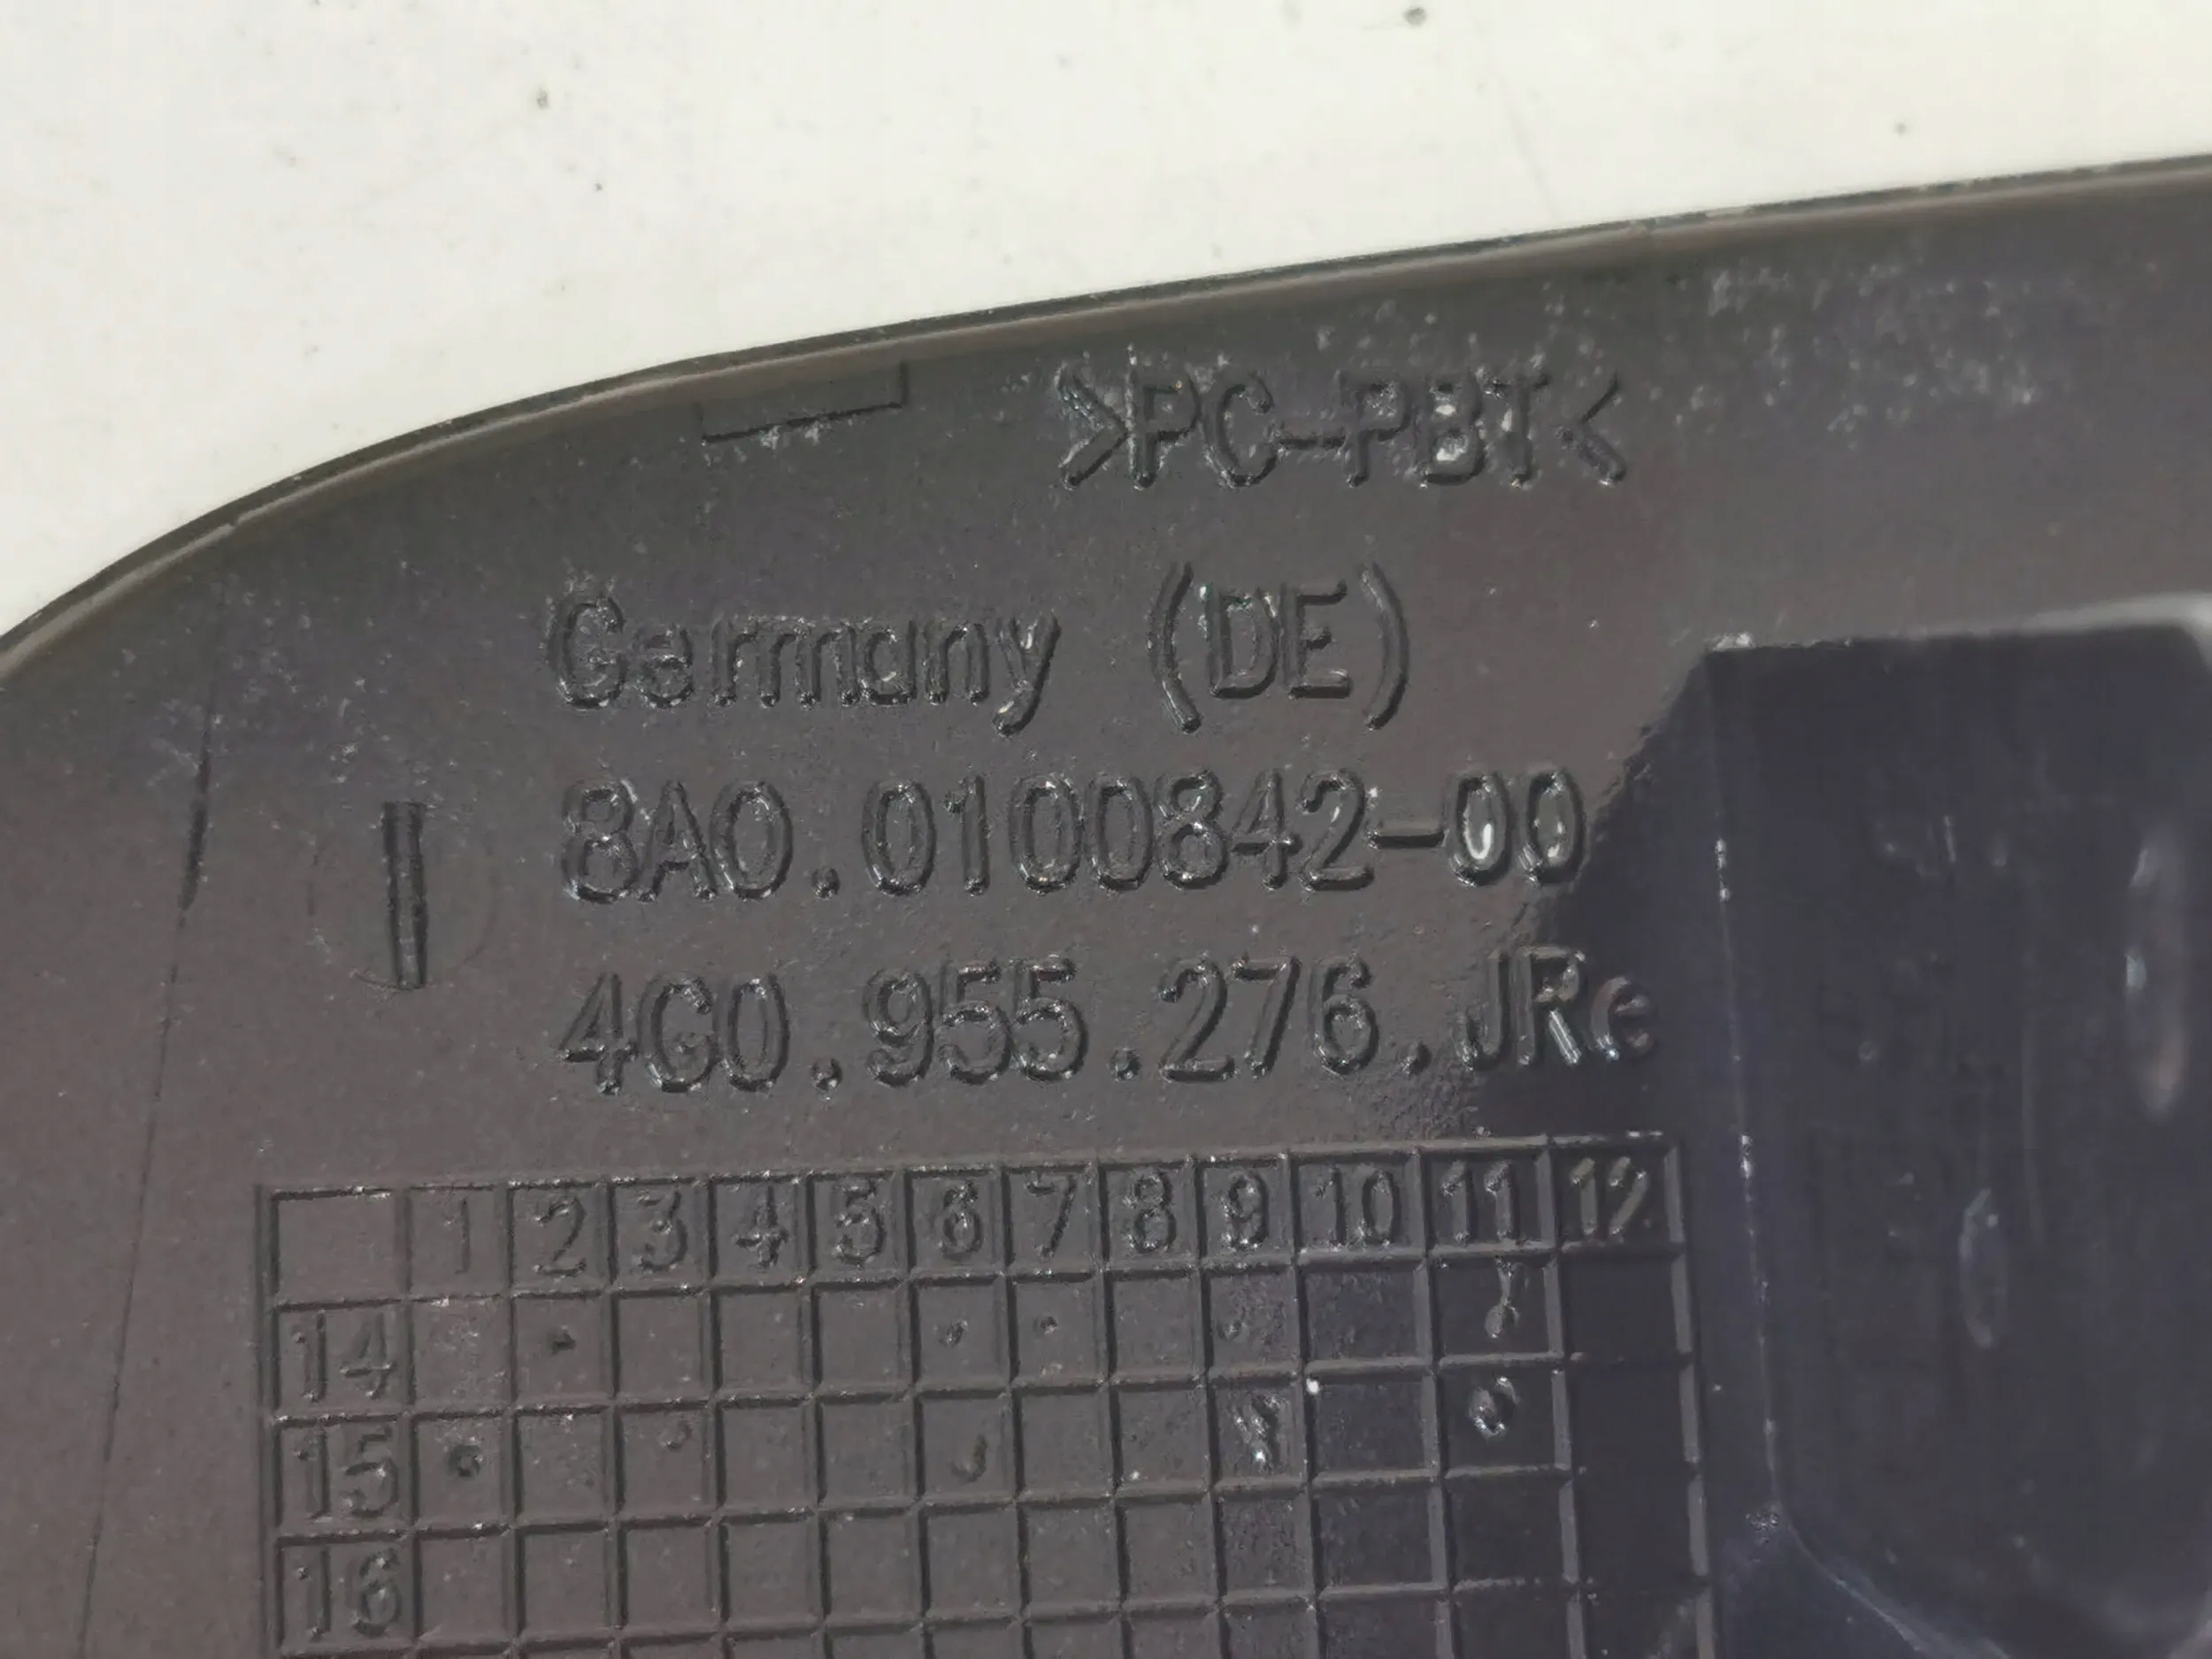 >PC-PBT<
Germany (DE)
8A0.0100842-00
4G0.955.276.JRe
1 2 3 4 5 6 7 8 9 10 11 12
14
15
16